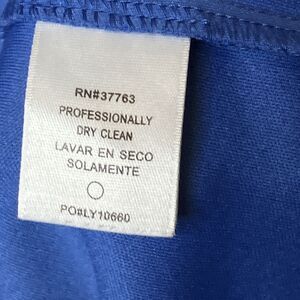 RN#37763
PROFESSIONALLY
DRY CLEAN
LAVAR EN SECO
SOLAMENTE
PO#LY10660